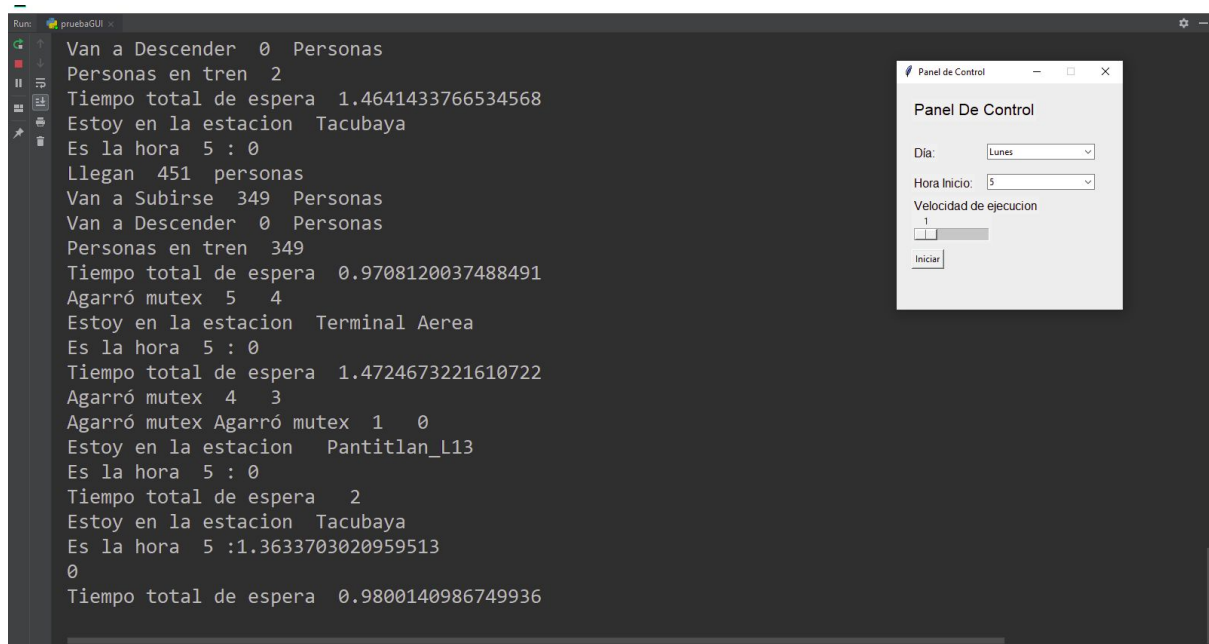 Run: pruebaGUI ×
Van a Descender  0  Personas
Personas en tren  2
Tiempo total de espera  1.4641433766534568
Estoy en la estacion  Tacubaya
Es la hora  5 : 0
Llegan  451  personas
Van a Subirse  349  Personas
Van a Descender  0  Personas
Personas en tren  349
Tiempo total de espera  0.9708120037488491
Agarró mutex  5   4
Estoy en la estacion  Terminal Aerea
Es la hora  5 : 0
Tiempo total de espera  1.4724673221610722
Agarró mutex  4   3
Agarró mutex Agarró mutex  1   0
Estoy en la estacion   Pantitlan_L13
Es la hora  5 : 0
Tiempo total de espera   2
Estoy en la estacion  Tacubaya
Es la hora  5 :1.3633703020959513
0
Tiempo total de espera  0.9800140986749936
Panel de Control
Panel De Control
Día: Lunes
Hora Inicio: 5
Velocidad de ejecucion
1
Iniciar